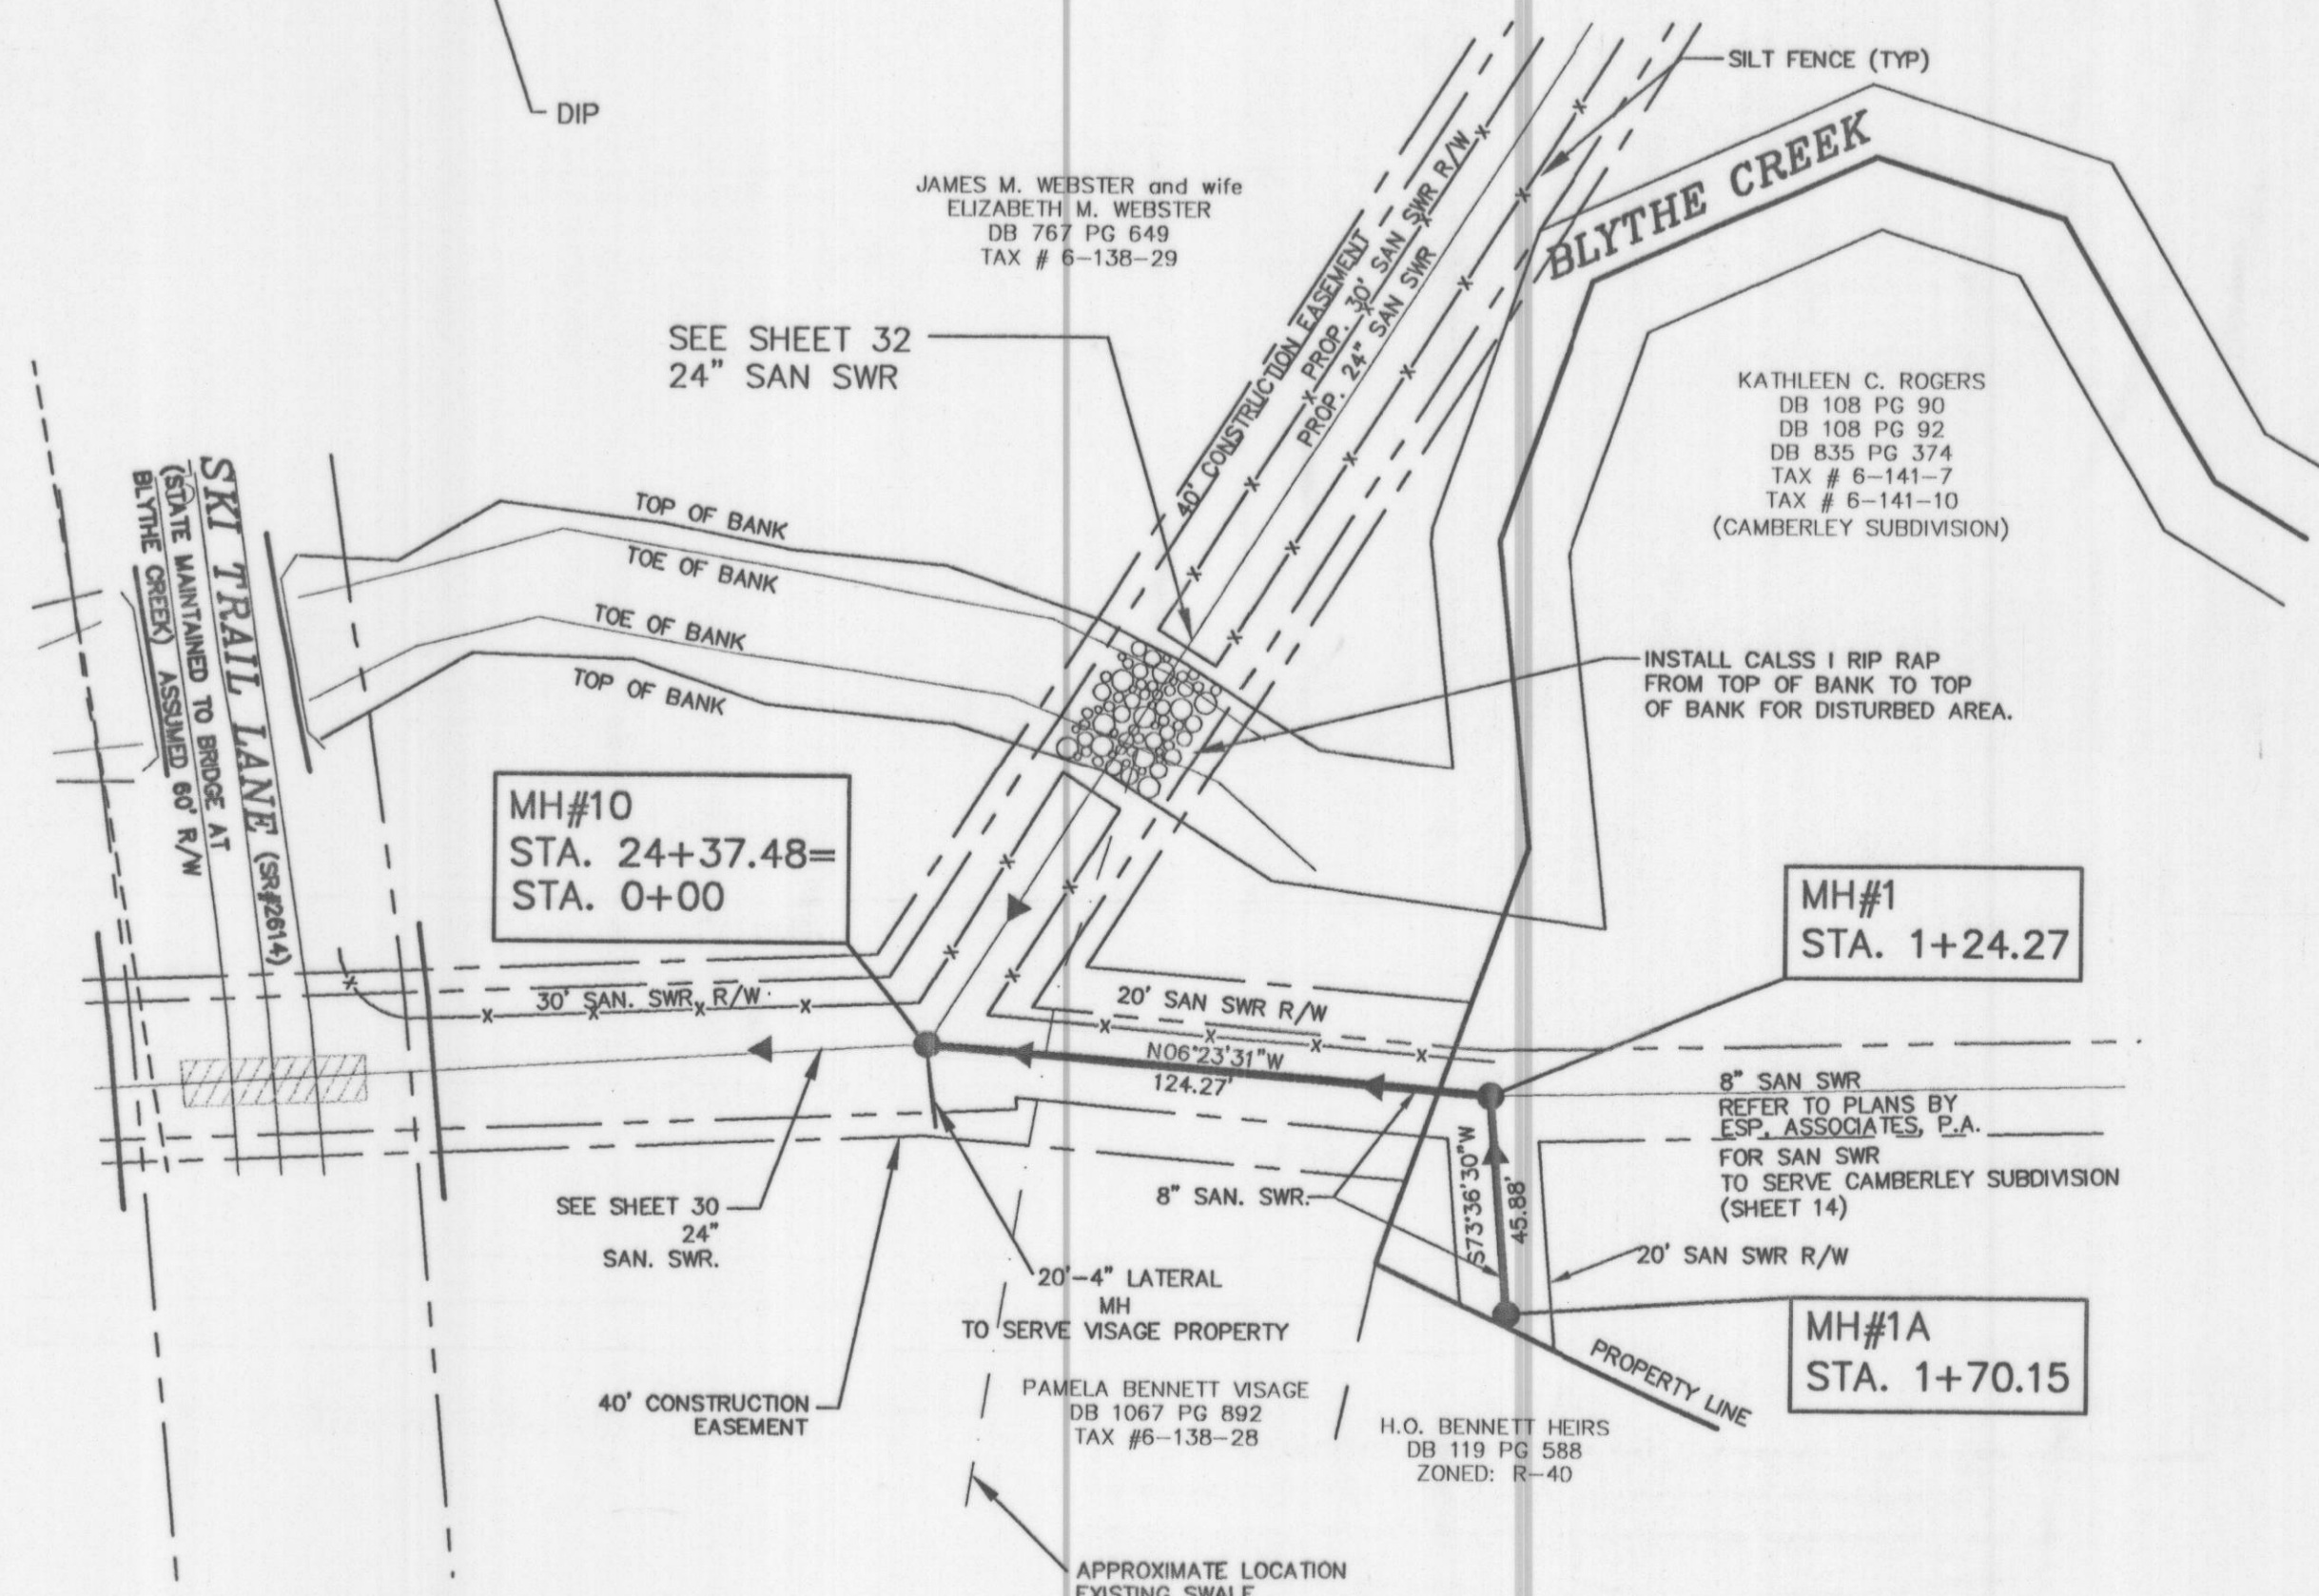 DIP
SILT FENCE (TYP)
BLYTHE CREEK
JAMES M. WEBSTER and wife
ELIZABETH M. WEBSTER
DB 767 PG 649
TAX # 6-138-29
SEE SHEET 32
24" SAN SWR
40' CONSTRUCTION EASEMENT
PROP. 30' SAN SWR R/W
PROP. 24" SAN SWR
KATHLEEN C. ROGERS
DB 108 PG 90
DB 108 PG 92
DB 835 PG 374
TAX # 6-141-7
TAX # 6-141-10
(CAMBERLEY SUBDIVISION)
SKI TRAIL LANE (SR#2614)
(STATE MAINTAINED TO BRIDGE AT
BLYTHE CREEK) ASSUMED 60' R/W
TOP OF BANK
TOE OF BANK
TOE OF BANK
TOP OF BANK
INSTALL CALSS I RIP RAP
FROM TOP OF BANK TO TOP
OF BANK FOR DISTURBED AREA.
MH#10
STA. 24+37.48=
STA. 0+00
MH#1
STA. 1+24.27
30' SAN. SWR. R/W
20' SAN SWR R/W
N06°23'31"W
124.27'
8" SAN SWR
REFER TO PLANS BY
ESP. ASSOCIATES, P.A.
FOR SAN SWR
TO SERVE CAMBERLEY SUBDIVISION
(SHEET 14)
S73°36'30"W
45.88'
8" SAN. SWR.
SEE SHEET 30
24"
SAN. SWR.
20' SAN SWR R/W
20'-4" LATERAL
MH
TO SERVE VISAGE PROPERTY
MH#1A
STA. 1+70.15
PROPERTY LINE
40' CONSTRUCTION
EASEMENT
PAMELA BENNETT VISAGE
DB 1067 PG 892
TAX #6-138-28
H.O. BENNETT HEIRS
DB 119 PG 588
ZONED: R-40
APPROXIMATE LOCATION
EXISTING SWALE